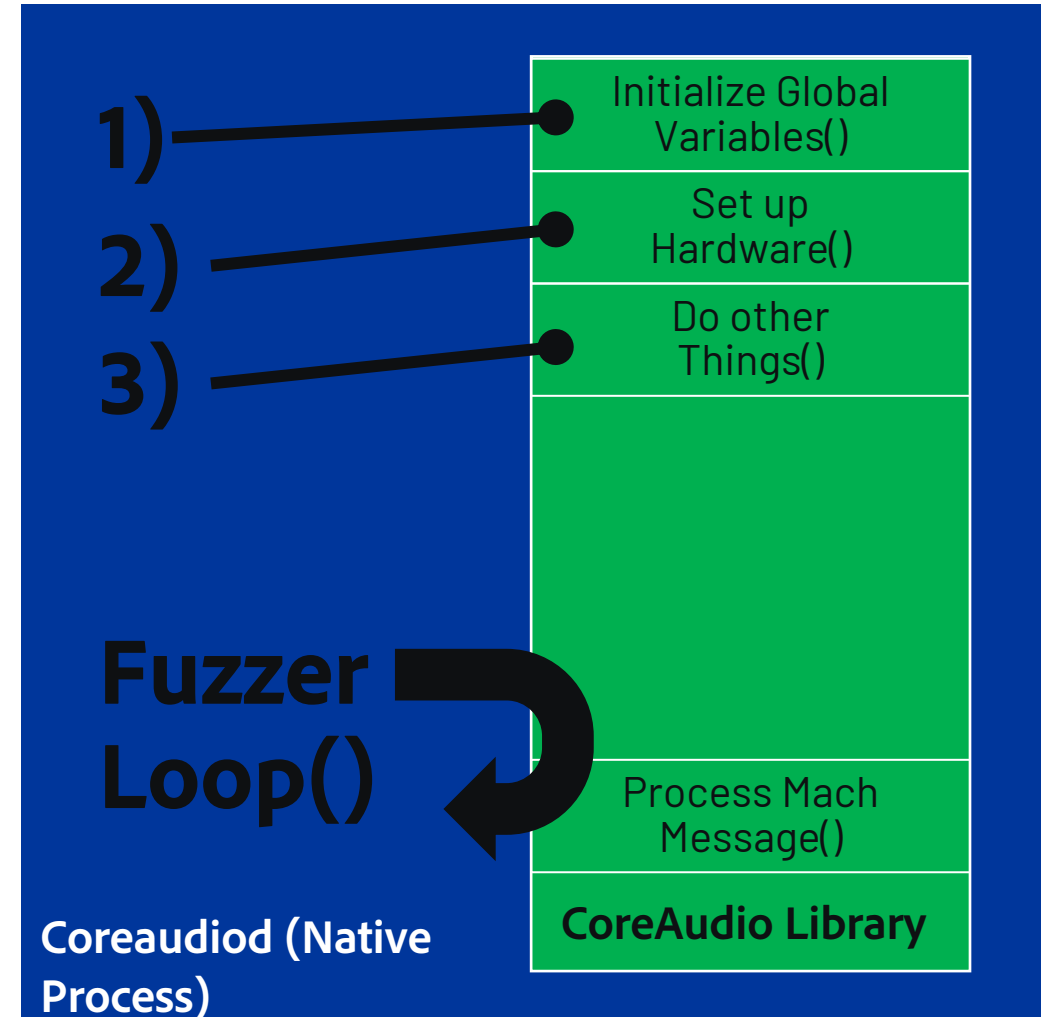 1)
Initialize Global
Variables()
2)
Set up
Hardware()
3)
Do other
Things()
Fuzzer
Loop()
Process Mach
Message()
CoreAudio Library
Coreaudiod (Native
Process)